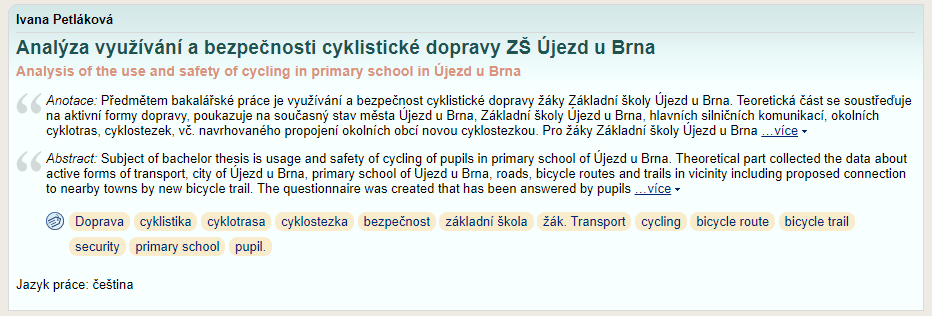 Ivana Petláková
Analýza využívání a bezpečnosti cyklistické dopravy ZŠ Újezd u Brna
Analysis of the use and safety of cycling in primary school in Újezd u Brna
Anotace: Předmětem bakalářské práce je využívání a bezpečnost cyklistické dopravy žáky Základní školy Újezd u Brna. Teoretická část se soustřeďuje
na aktivní formy dopravy, poukazuje na současný stav města Újezd u Brna, Základní školy Újezd u Brna, hlavních silničních komunikací, okolních
cyklotras, cyklostezek, vč. navrhovaného propojení okolních obcí novou cyklostezkou. Pro žáky Základní školy Újezd u Brna ...více
Abstract: Subject of bachelor thesis is usage and safety of cycling of pupils in primary school of Újezd u Brna. Theoretical part collected the data about
active forms of transport, city of Újezd u Brna, primary school of Újezd u Brna, roads, bicycle routes and trails in vicinity including proposed connection
to nearby towns by new bicycle trail. The questionnaire was created that has been answered by pupils ...více
Doprava cyklistika cyklotrasa cyklostezka bezpečnost základní škola žák. Transport cycling bicycle route bicycle trail
security primary school pupil.
Jazyk práce: čeština